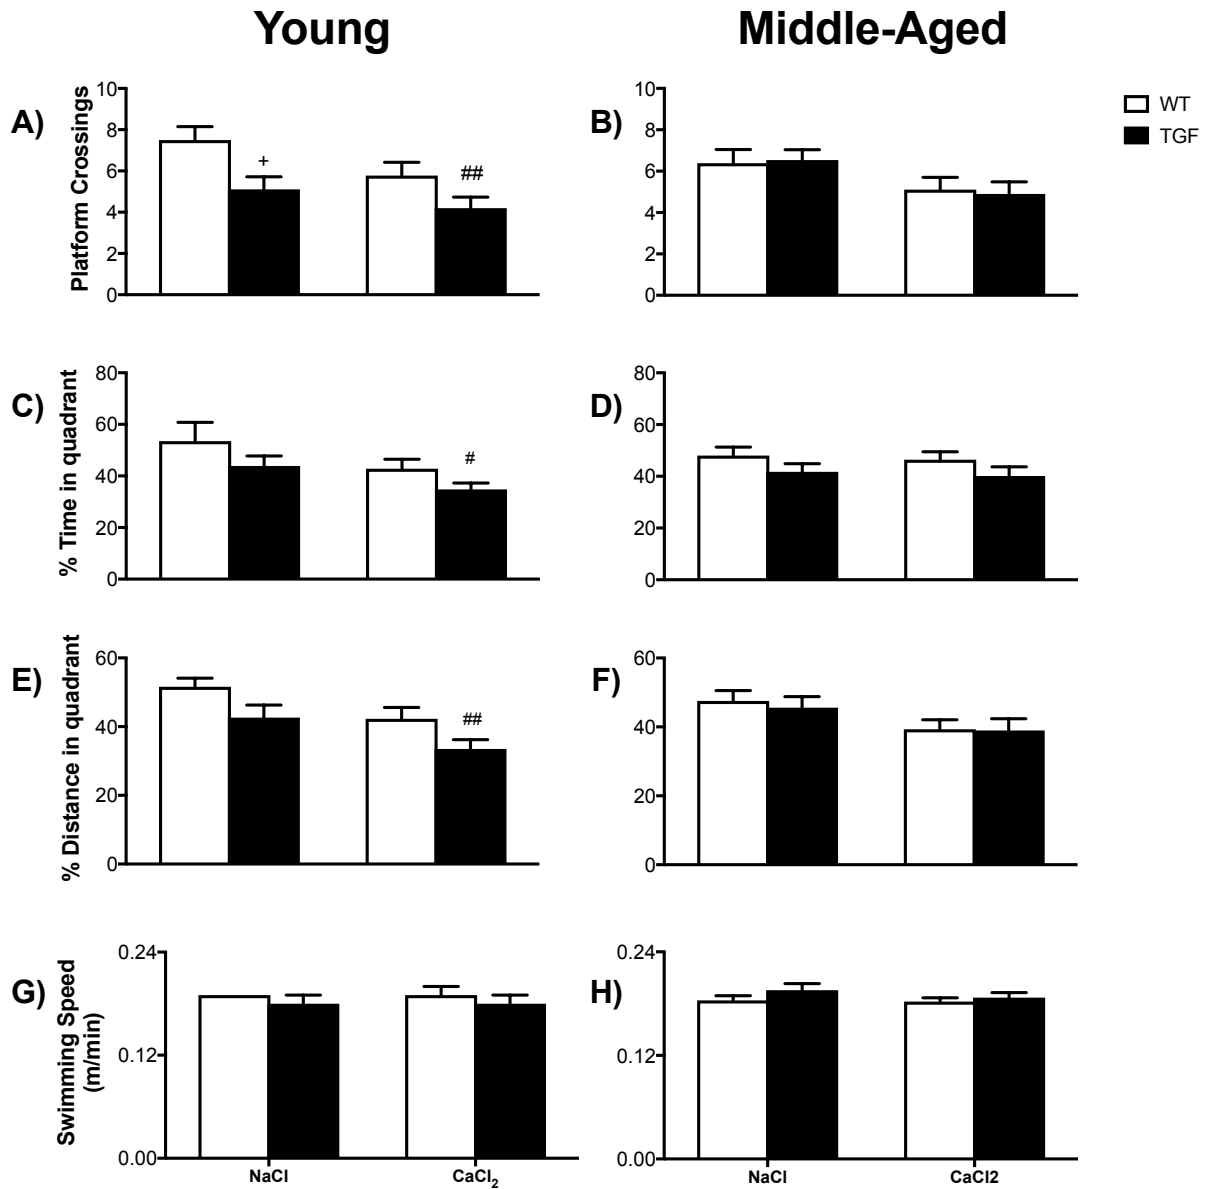 Young
Middle-Aged
WT
TGF
A)
Platform Crossings
10
8
6
4
2
0
+
##
B)
10
8
6
4
2
0
C)
% Time in quadrant
80
60
40
20
0
#
D)
80
60
40
20
0
E)
% Distance in quadrant
60
40
20
0
##
F)
60
40
20
0
G)
Swimming Speed
(m/min)
0.24
0.12
0.00
NaCl
CaCl₂
H)
0.24
0.12
0.00
NaCl
CaCl2